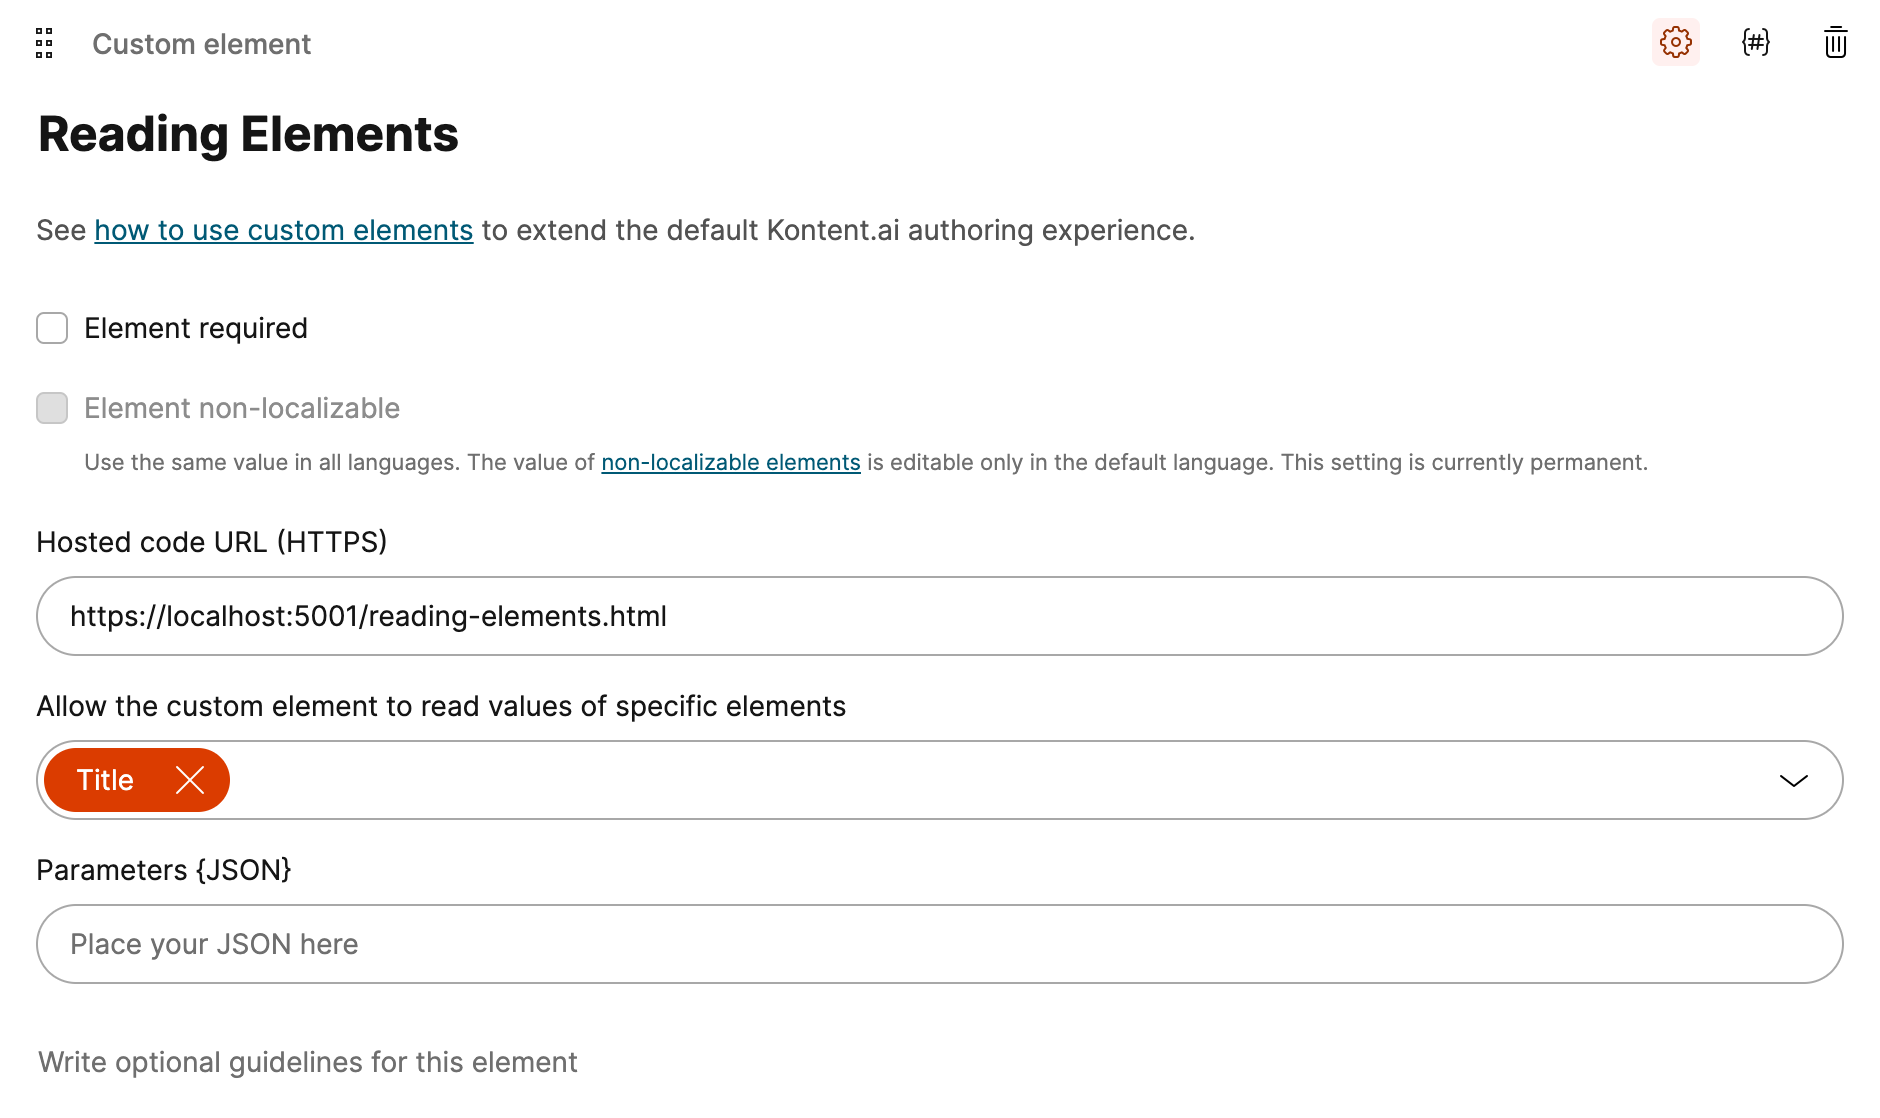 Custom element
{#}
Reading Elements
See how to use custom elements to extend the default Kontent.ai authoring experience.
Element required
Element non-localizable
Use the same value in all languages. The value of non-localizable elements is editable only in the default language. This setting is currently permanent.
Hosted code URL (HTTPS)
https://localhost:5001/reading-elements.html
Allow the custom element to read values of specific elements
Title
Parameters {JSON}
Place your JSON here
Write optional guidelines for this element